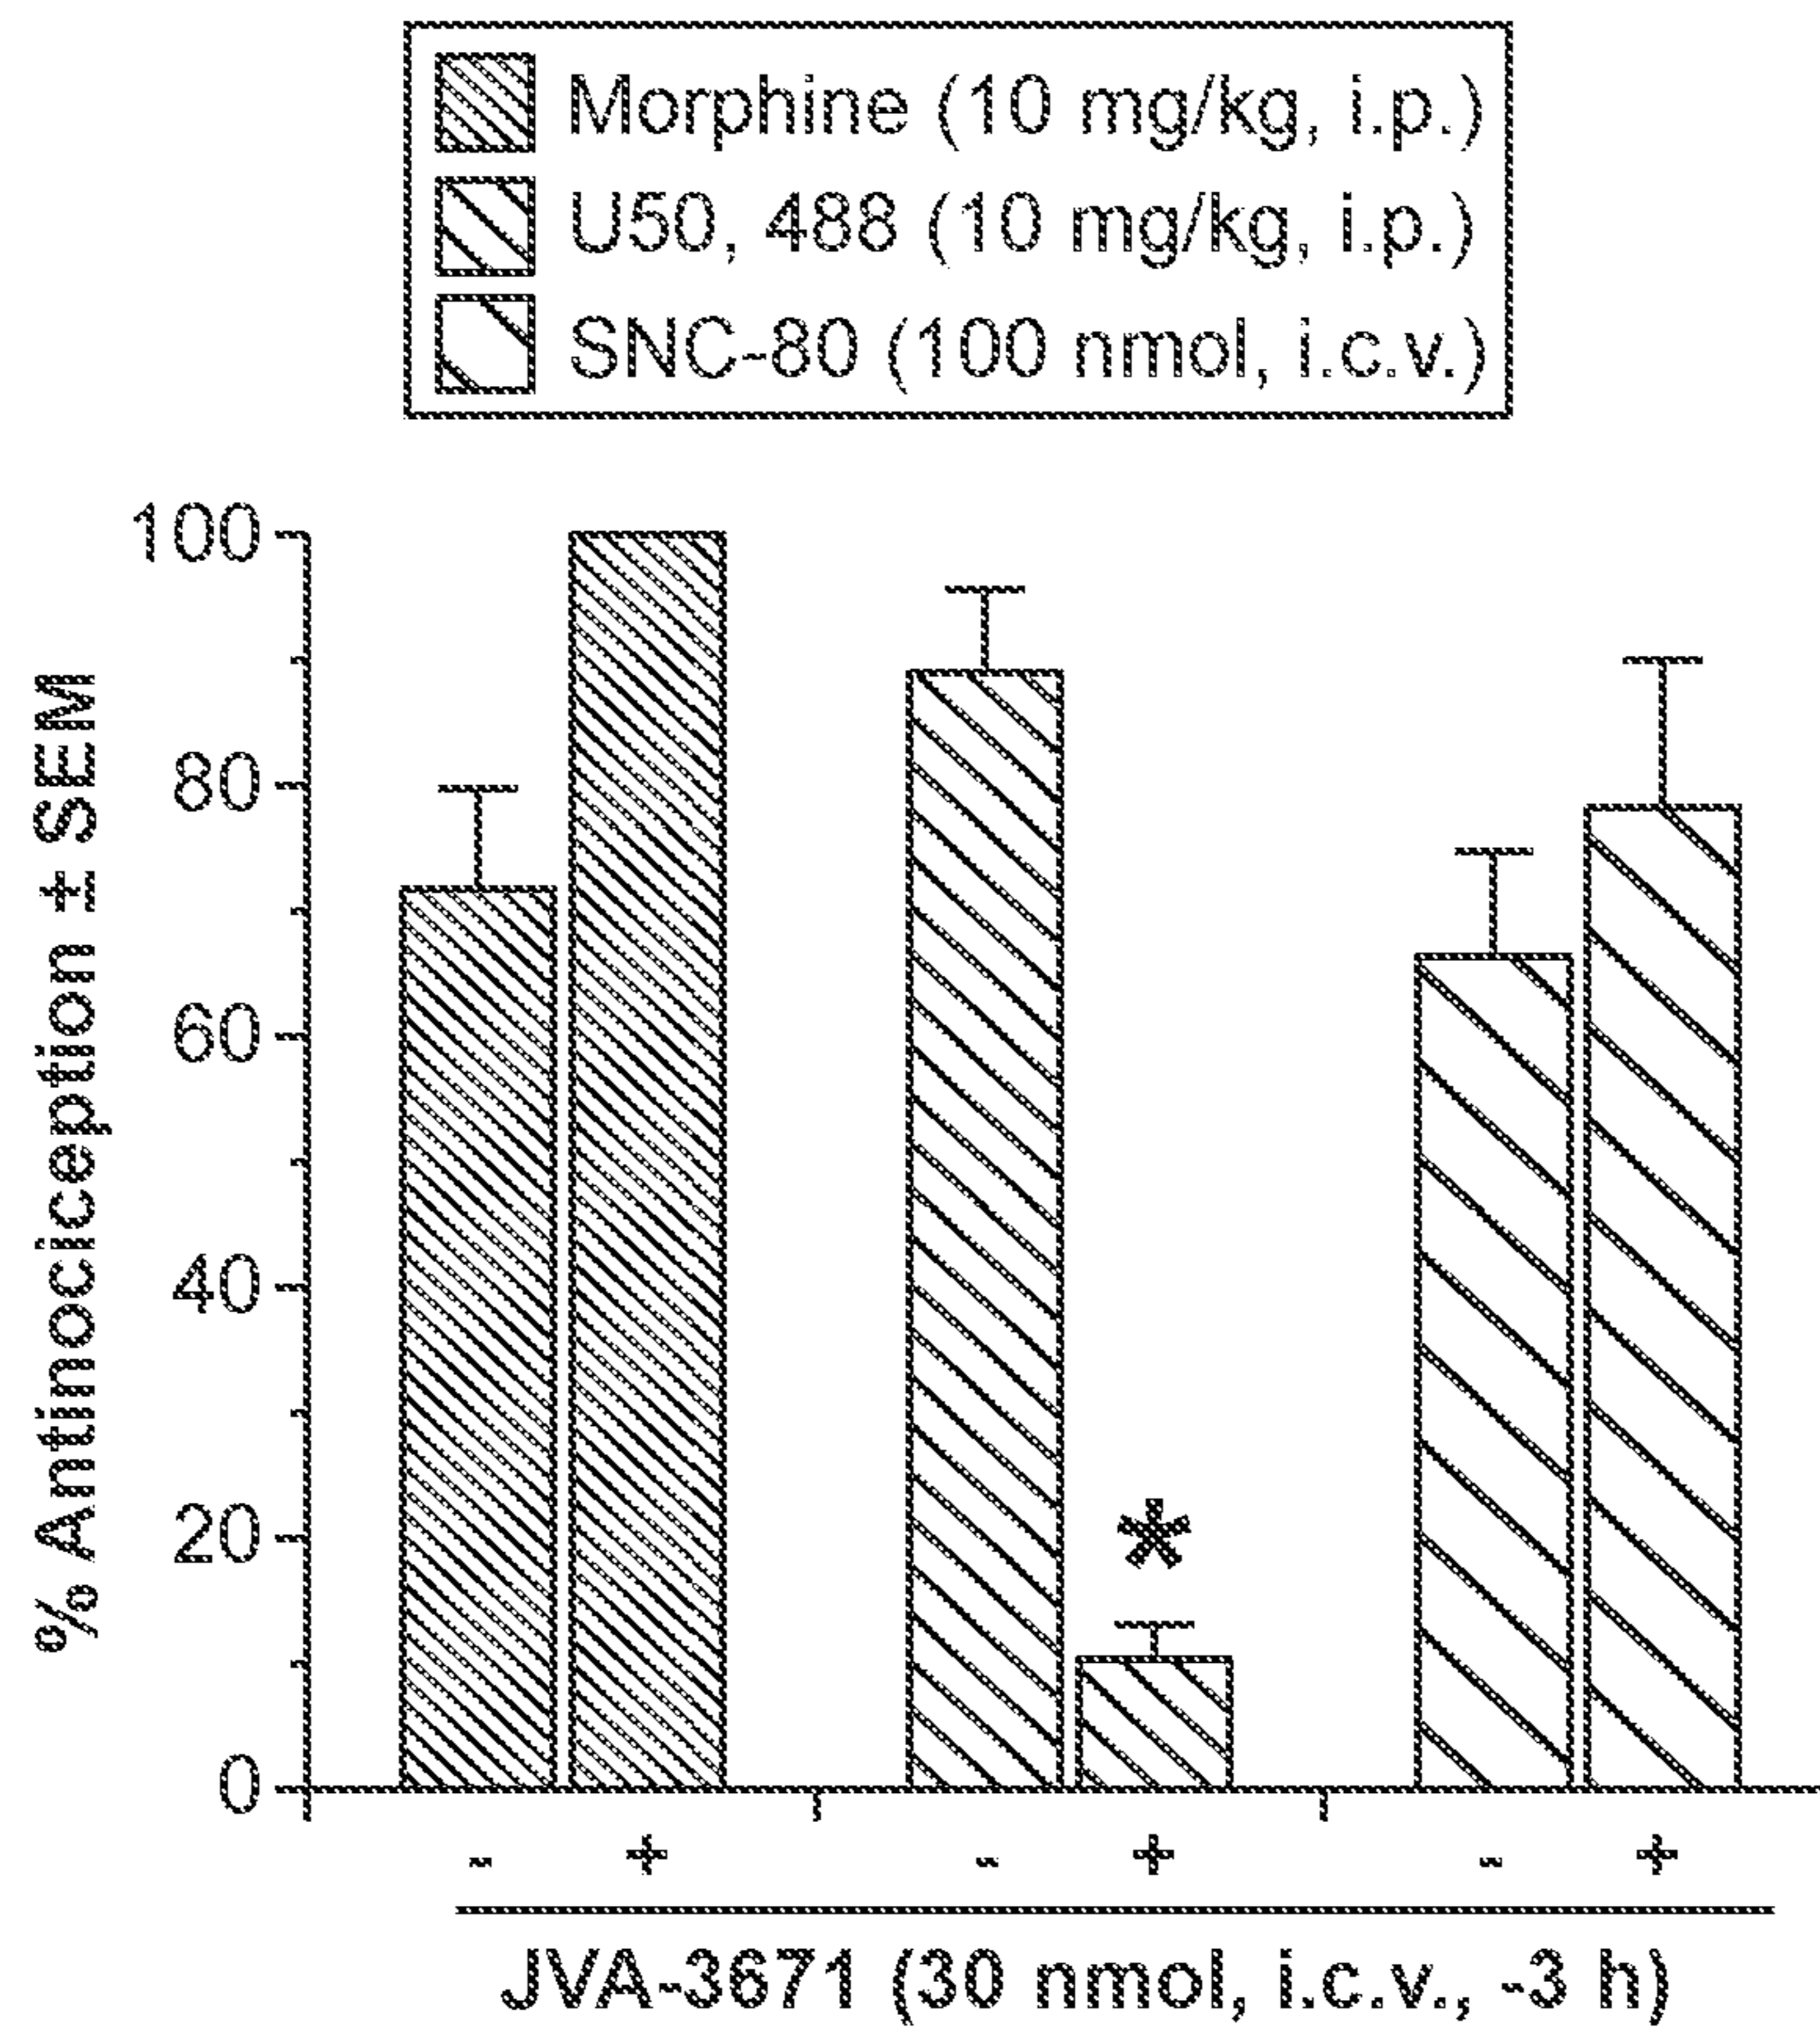 Morphine (10 mg/kg, i.p.)
U50, 488 (10 mg/kg, i.p.)
SNC-80 (100 nmol, i.c.v.)
% Antinociception ± SEM
100
80
60
40
20
0
*
- + - + - +
JVA-3671 (30 nmol, i.c.v., -3 h)